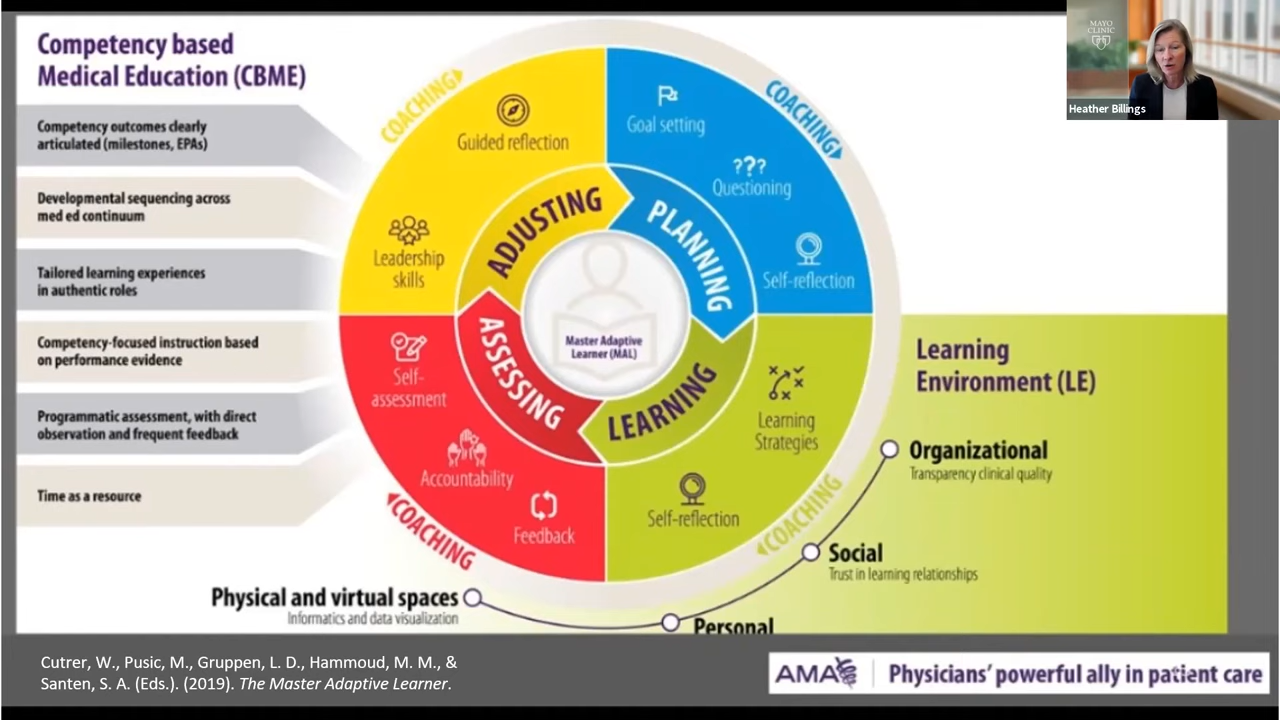 Competency based
Medical Education (CBME)
Competency outcomes clearly
articulated (milestones, EPAs)
Developmental sequencing across
med ed continuum
Tailored learning experiences
in authentic roles
Competency-focused instruction based
on performance evidence
Programmatic assessment, with direct
observation and frequent feedback
Time as a resource
COACHING
Guided reflection
Leadership
skills
ADJUSTING
COACHING
Goal setting
???
Questioning
Self-reflection
PLANNING
Master Adaptive
Learner (MAL)
ASSESSING
Self-
assessment
Accountability
Feedback
COACHING
LEARNING
Learning
Strategies
Self-reflection
COACHING
Learning
Environment (LE)
Organizational
Transparency clinical quality
Social
Trust in learning relationships
Personal
Physical and virtual spaces
Informatics and data visualization
MAYO
CLINIC
Heather Billings
Cutrer, W., Pusic, M., Gruppen, L. D., Hammoud, M. M., &
Santen, S. A. (Eds.). (2019). The Master Adaptive Learner.
AMA
Physicians' powerful ally in patient care